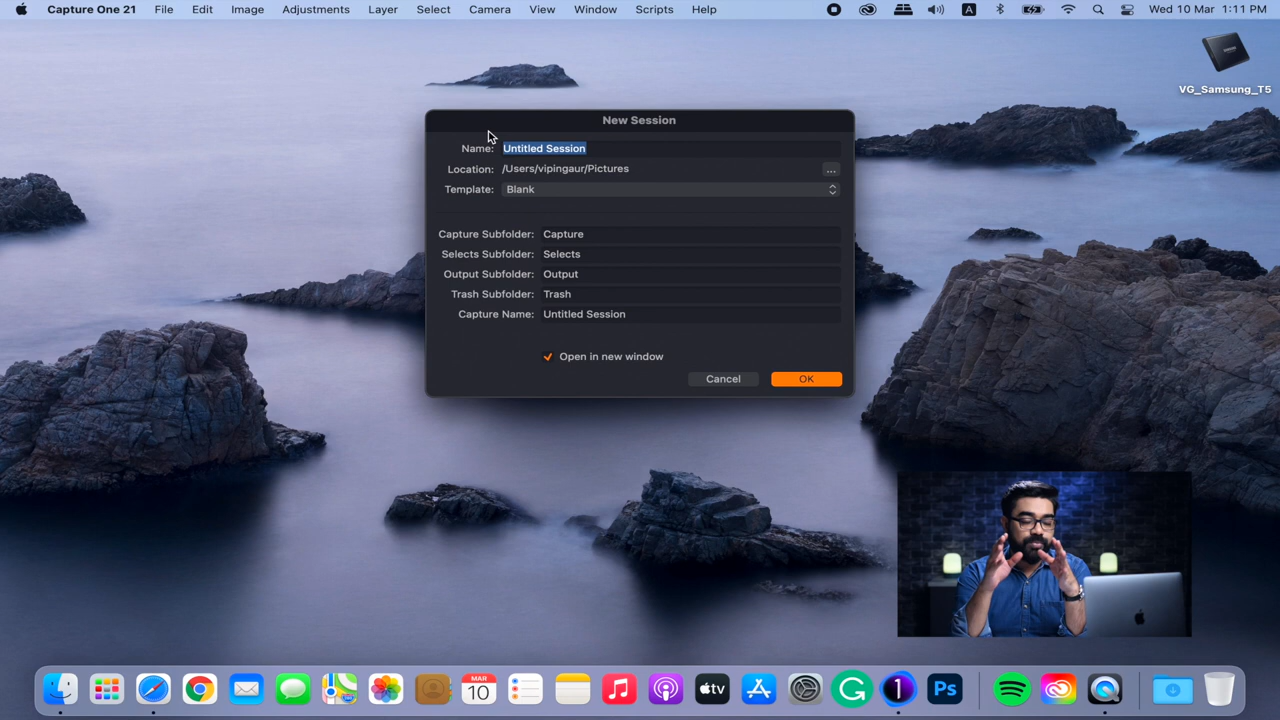 Capture One 21 File Edit Image Adjustments Layer Select Camera View Window Scripts Help A Wed 10 Mar 1:11 PM
VG_Samsung_T5
New Session
Name: Untitled Session
Location: /Users/vipingaur/Pictures ...
Template: Blank
Capture Subfolder: Capture
Selects Subfolder: Selects
Output Subfolder: Output
Trash Subfolder: Trash
Capture Name: Untitled Session
Open in new window
Cancel OK
MAR
10 tv 1 Ps